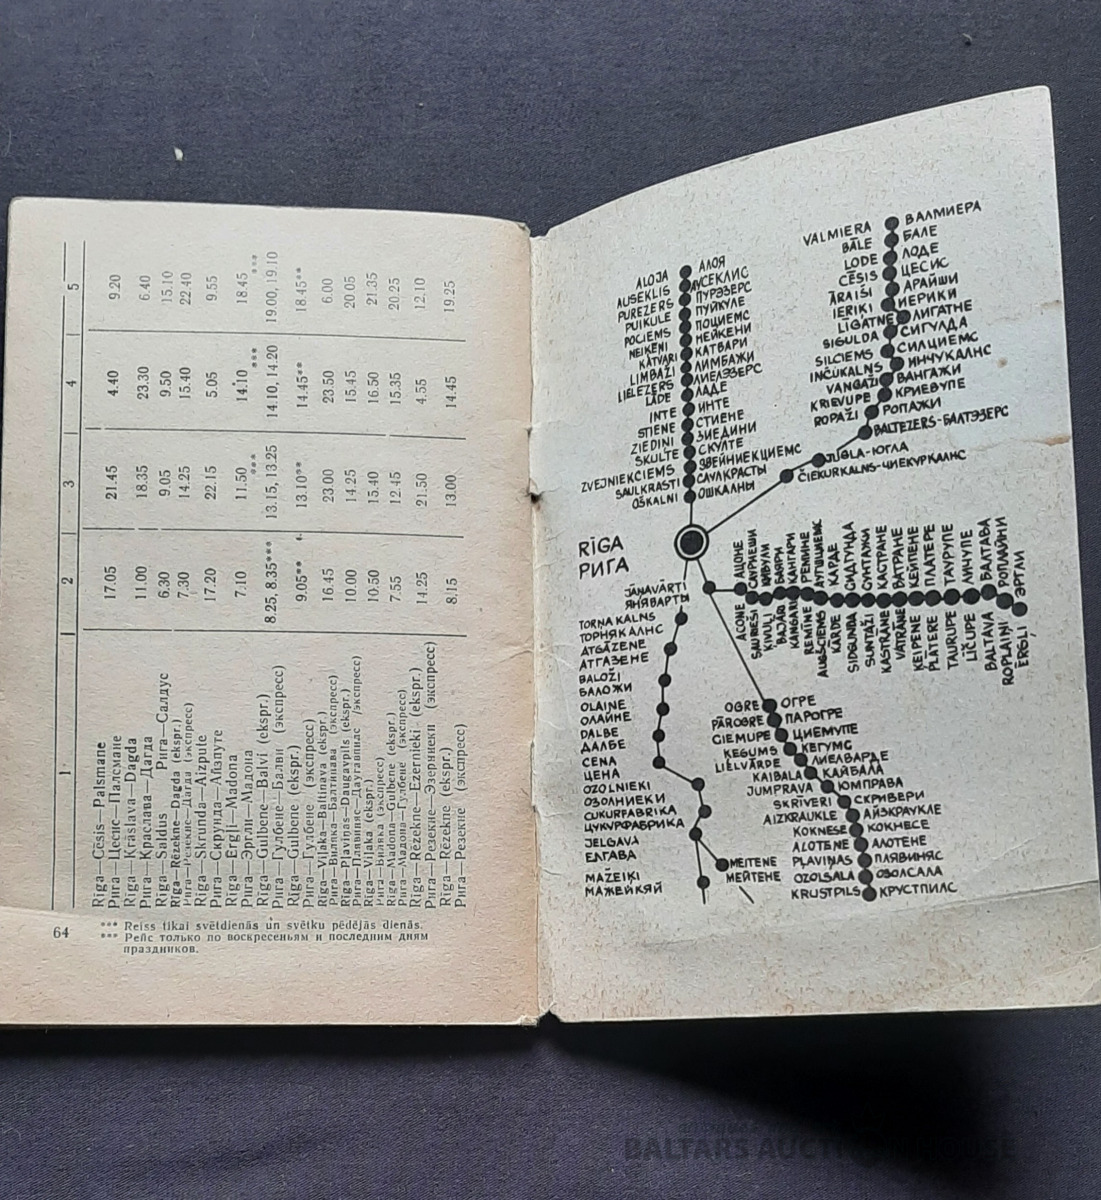 64
1 2 3 4 5
Rīga—Cēsis—Palsmane 17.05 21.45 4.40 9.20
Рига—Цесис—Палсмане
Rīga—Krāslava—Dagda 11.00 18.35 23.30 6.40
Рига—Краслава—Дагда
Rīga—Saldus Рига—Салдус 6.30 9.05 9.50 15.10
Rīga—Rēzekne—Dagda (ekspr.) 7.30 14.25 15.40 22.40
Рига—Резекне—Дагда (экспресс)
Rīga—Skrunda—Aizpute 17.20 22.15 5.05 9.55
Рига—Скрунда—Айзпуте
Rīga—Ērgļi—Madona 7.10 11.50 14.10 18.45
Рига—Эргли—Мадона *** *** ***
Rīga—Gulbene—Balvi (ekspr.) 8.25, 8.35*** 13.15, 13.25 14.10, 14.20 19.00, 19.10
Рига—Гулбене—Балви (экспресс)
Rīga—Gulbene (ekspr.) 9.05** 13.10** 14.45** 18.45**
Рига—Гулбене (экспресс)
Rīga—Viļaka—Baltinava (ekspr.) 16.45 23.00 23.50 6.00
Рига—Виляка—Балтинава (экспресс)
Rīga—Pļaviņas—Daugavpils (ekspr.) 10.00 14.25 15.45 20.05
Рига—Плявиняс—Даугавпилс (экспресс)
Rīga—Viļaka (ekspr.) 10.50 15.40 16.50 21.35
Рига—Виляка (экспресс)
Rīga—Madona—Gulbene (ekspr.) 7.55 12.45 15.35 20.25
Рига—Мадона—Гулбене (экспресс)
Rīga—Rēzekne—Ezernieki (ekspr.) 14.25 21.50 4.55 12.10
Рига—Резекне—Эзерниеки (экспресс)
Rīga—Rēzekne (ekspr.) 8.15 13.00 14.45 19.25
Рига—Резекне (экспресс)
*** Reiss tikai svētdienās un svētku pēdējās dienās.
*** Рейс только по воскресеньям и последним дням
праздников.
ALOJA АЛОЯ
AUSEKLIS АУСЕКЛИС
PUREZERS ПУРЭЗЕРС
PUIKULE ПУЙКУЛЕ
POCIEMS ПОЦИЕМС
NEIĶENI НЕЙКЕНИ
KATVARI КАТВАРИ
LIMBAŽI ЛИМБАЖИ
LIELEZERS ЛИЕЛЭЗЕРС
LĀDE ЛАДЕ
INTE ИНТЕ
STIENE СТИЕНЕ
ZIEDIŅI ЗИЕДИНИ
SKULTE СКУЛТЕ
ZVEJNIEKCIEMS ЗВЕЙНИЕКЦИЕМС
SAULKRASTI САУЛКРАСТЫ
OŠKALNI ОШКАЛНЫ
VALMIERA ВАЛМИЕРА
BĀLE БАЛЕ
LODE ЛОДЕ
CĒSIS ЦЕСИС
ĀRAIŠI АРАЙШИ
IERIĶI ИЕРИКИ
LĪGATNE ЛИГАТНЕ
SIGULDA СИГУЛДА
SILCIEMS СИЛЦИЕМС
INČUKALNS ИНЧУКАЛНС
VANGAŽI ВАНГАЖИ
KRIEVUPE КРИЕВУПЕ
ROPAŽI РОПАЖИ
BALTEZERS-БАЛТЭЗЕРС
JUGLA-ЮГЛА
ČIEKURKALNS-ЧИЕКУРКАЛНС
RĪGA
РИГА
JĀŅAVĀRTI
ЯНЯВАРТЫ
ACONE АЦОНЕ
SAURIEŠI САУРИЕШИ
KIVUĻI КИВУЛИ
BAJĀRI БАЯРИ
KANGARI КАНГАРИ
REMĪNE РЕМИНЕ
AUGŠCIEMS АУГШЦИЕМС
KĀRDE КАРДЕ
SIDGUNDA СИДГУНДА
SUNTAŽI СУНТАЖИ
KASTRĀNE КАСТРАНЕ
VATRĀNE ВАТРАНЕ
ĶEIPENE КЕЙПЕНЕ
PLĀTERE ПЛАТЕРЕ
TAURUPE ТАУРУПЕ
LĪČUPE ЛИЧУПЕ
BALTAVA БАЛТАВА
ROPLAIŅI РОПЛАЙНИ
ĒRGĻI ЭРГЛИ
TORŅA KALNS
ТОРНЯКАЛНС
ATGĀZENE
АТГАЗЕНЕ
BALOŽI
БАЛОЖИ
OLAINE
ОЛАЙНЕ
DALBE
ДАЛБЕ
CENA
ЦЕНА
OZOLNIEKI
ОЗОЛНИЕКИ
CUKURFABRIKA
ЦУКУРФАБРИКА
JELGAVA
ЕЛГАВА
MAŽEIĶI
МАЖЕЙКЯЙ
MEITENE
МЕЙТЕНЕ
OGRE ОГРЕ
PĀROGRE ПАРОГРЕ
CIEMUPE ЦИЕМУПЕ
ĶEGUMS КЕГУМС
LIELVĀRDE ЛИЕЛВАРДЕ
KAIBALA КАЙБАЛА
JUMPRAVA ЮМПРАВА
SKRĪVERI СКРИВЕРИ
AIZKRAUKLE АЙЗКРАУКЛЕ
KOKNESE КОКНЕСЕ
ALOTENE АЛОТЕНЕ
PĻAVIŅAS ПЛЯВИНЯС
OZOLSALA ОЗОЛСАЛА
KRUSTPILS КРУСТПИЛС
BALTARS AUCTION HOUSE